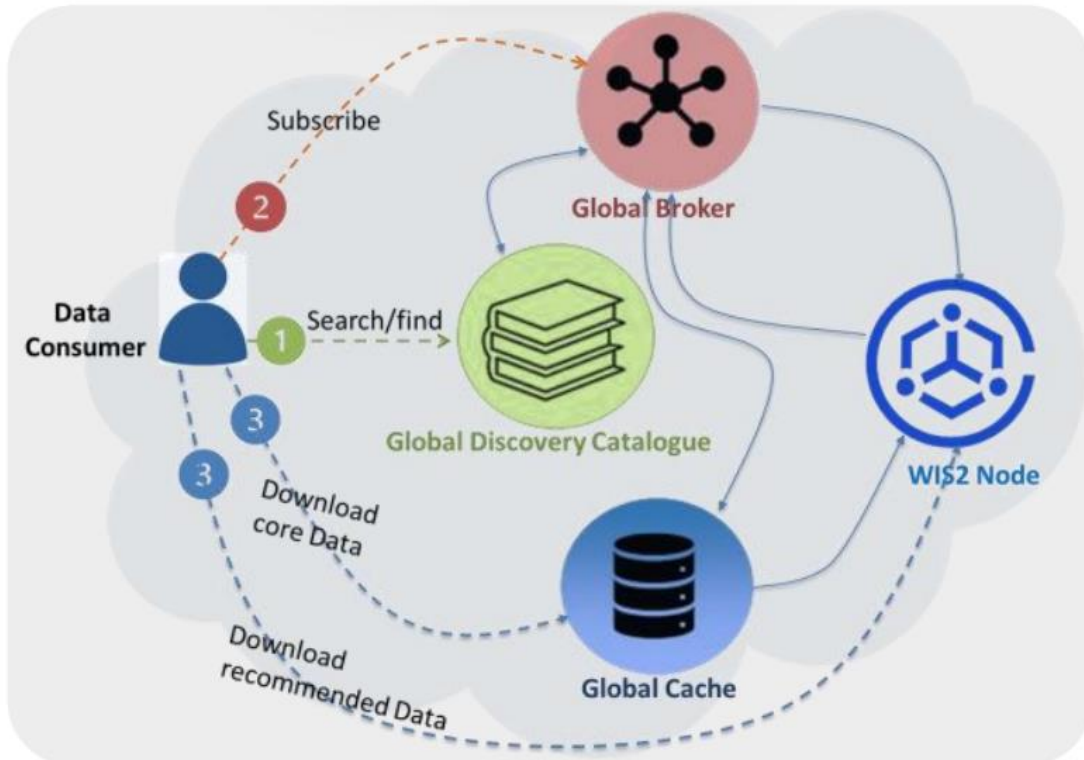 Subscribe
2
Global Broker
Data
Consumer
1
Search/find
Global Discovery Catalogue
3
3
WIS2 Node
Download
core Data
Download
recommended Data
Global Cache